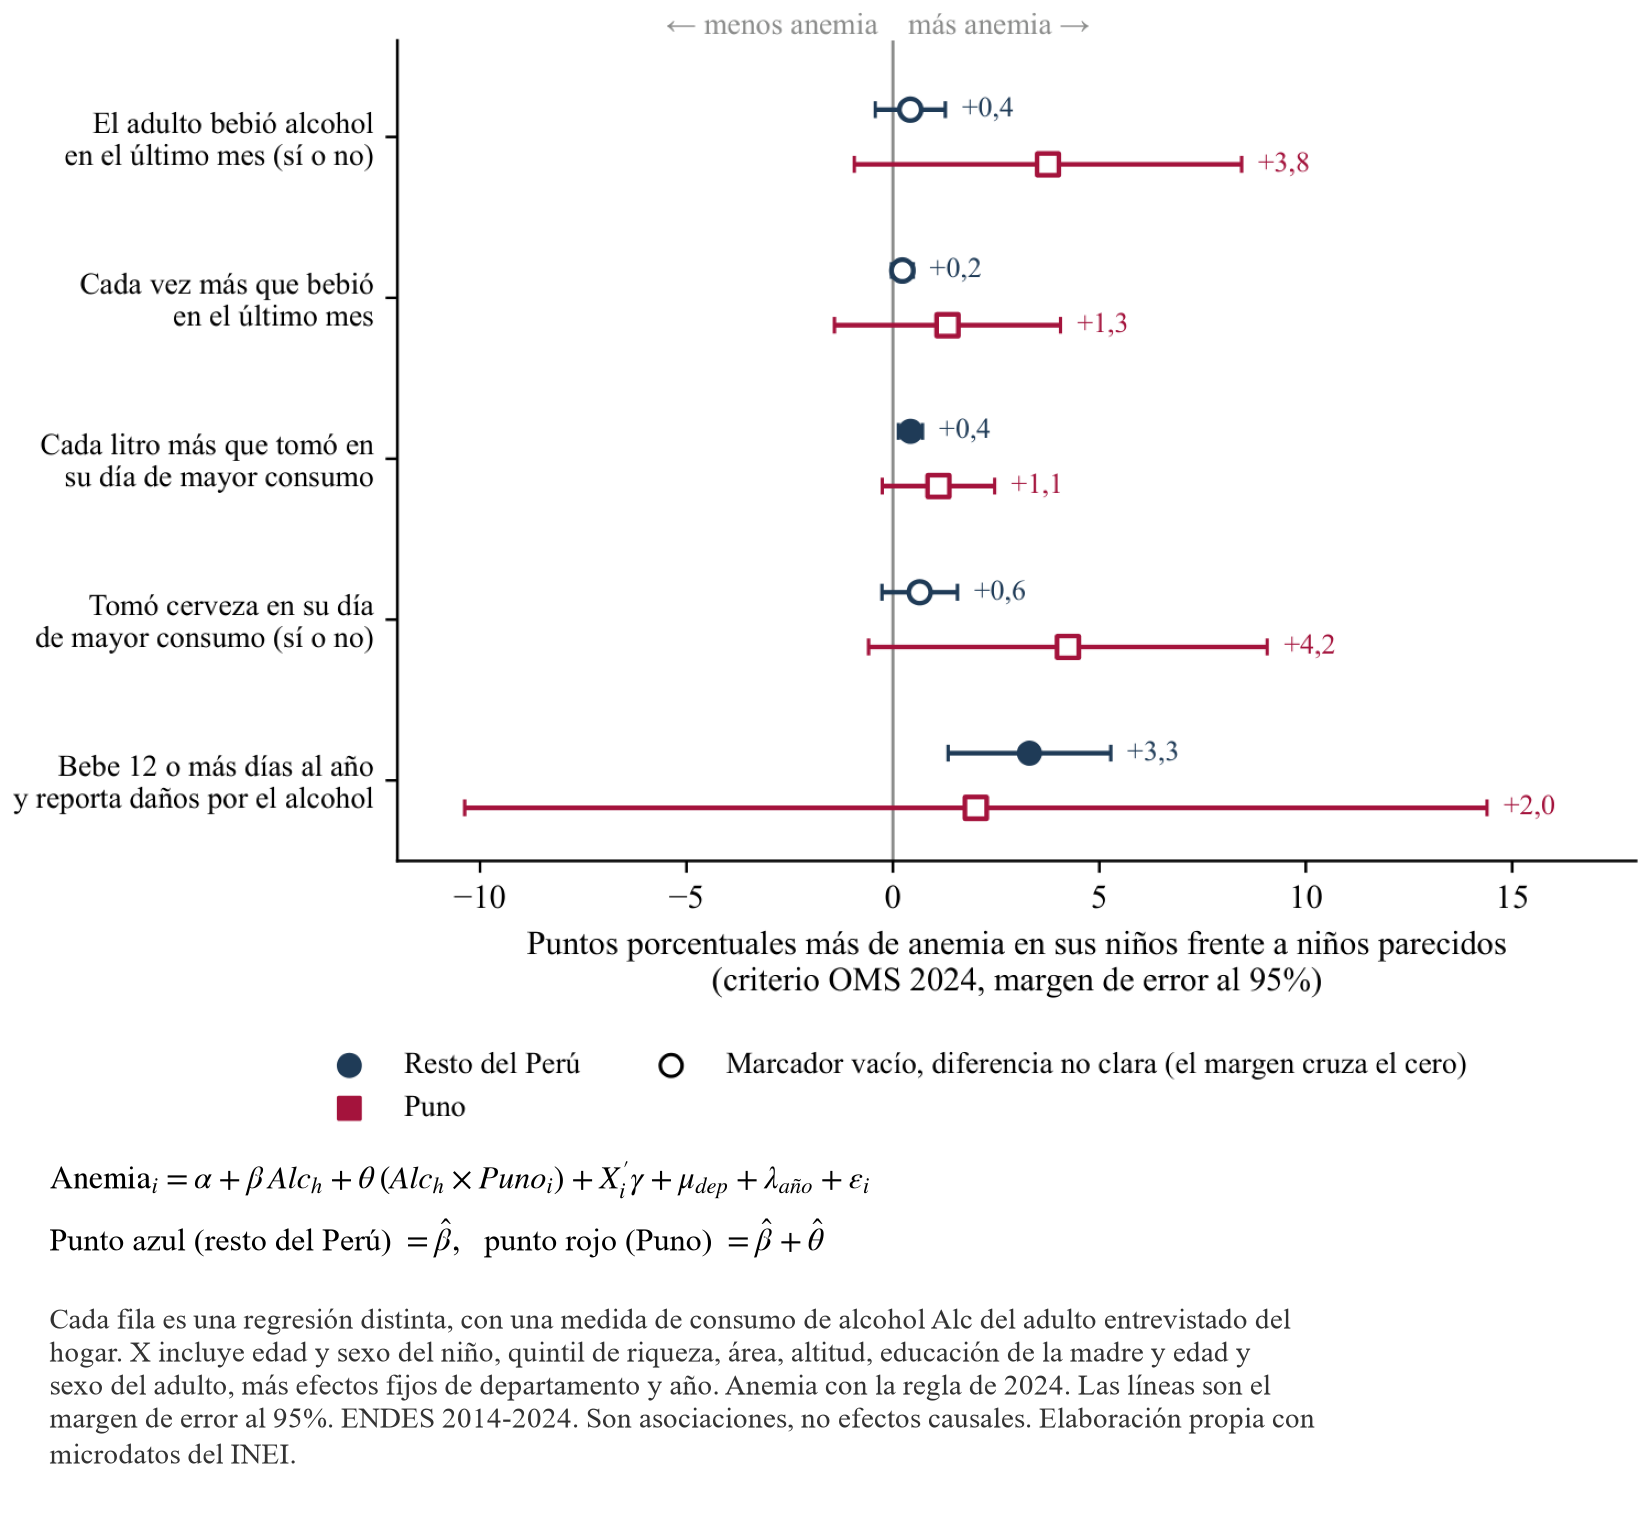 ← menos anemia más anemia →
El adulto bebió alcohol
en el último mes (sí o no)
+0,4
+3,8
Cada vez más que bebió
en el último mes
+0,2
+1,3
Cada litro más que tomó en
su día de mayor consumo
+0,4
+1,1
Tomó cerveza en su día
de mayor consumo (sí o no)
+0,6
+4,2
Bebe 12 o más días al año
y reporta daños por el alcohol
+3,3
+2,0
−10 −5 0 5 10 15
Puntos porcentuales más de anemia en sus niños frente a niños parecidos
(criterio OMS 2024, margen de error al 95%)
Resto del Perú Marcador vacío, diferencia no clara (el margen cruza el cero)
Puno
Anemiaᵢ = α + β Alcₕ + θ (Alcₕ × Punoᵢ) + Xᵢ′γ + μ_dep + λ_año + εᵢ
Punto azul (resto del Perú) = β̂, punto rojo (Puno) = β̂ + θ̂
Cada fila es una regresión distinta, con una medida de consumo de alcohol Alc del adulto entrevistado del
hogar. X incluye edad y sexo del niño, quintil de riqueza, área, altitud, educación de la madre y edad y
sexo del adulto, más efectos fijos de departamento y año. Anemia con la regla de 2024. Las líneas son el
margen de error al 95%. ENDES 2014-2024. Son asociaciones, no efectos causales. Elaboración propia con
microdatos del INEI.